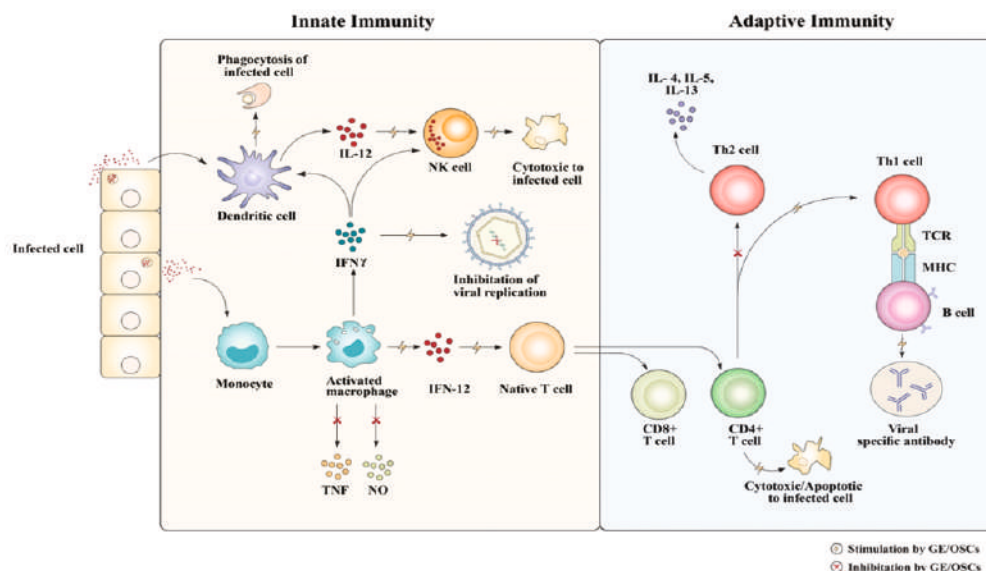 Innate Immunity
Adaptive Immunity
Phagocytosis of
infected cell
IL-12
NK cell
Cytotoxic to
infected cell
Dendritic cell
Infected cell
IFNγ
Inhibitation of
viral replication
Monocyte
Activated
macrophage
IFN-12
Native T cell
TNF
NO
IL- 4, IL-5,
IL-13
Th2 cell
Th1 cell
TCR
MHC
B cell
CD8+
T cell
CD4+
T cell
Viral
specific antibody
Cytotoxic/Apoptotic
to infected cell
Stimulation by GE/OSCs
Inhibitation by GE/OSCs